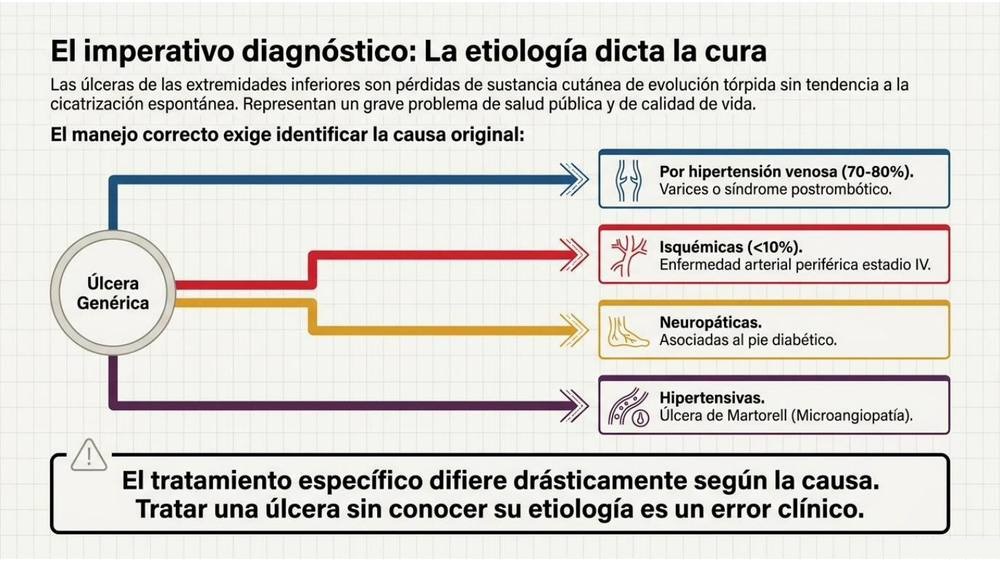 El imperativo diagnóstico: La etiología dicta la cura
Las úlceras de las extremidades inferiores son pérdidas de sustancia cutánea de evolución tórpida sin tendencia a la
cicatrización espontánea. Representan un grave problema de salud pública y de calidad de vida.
El manejo correcto exige identificar la causa original:
Úlcera
Genérica
Por hipertensión venosa (70-80%).
Varices o síndrome postrombótico.
Isquémicas (<10%).
Enfermedad arterial periférica estadio IV.
Neuropáticas.
Asociadas al pie diabético.
Hipertensivas.
Úlcera de Martorell (Microangiopatía).
El tratamiento específico difiere drásticamente según la causa.
Tratar una úlcera sin conocer su etiología es un error clínico.